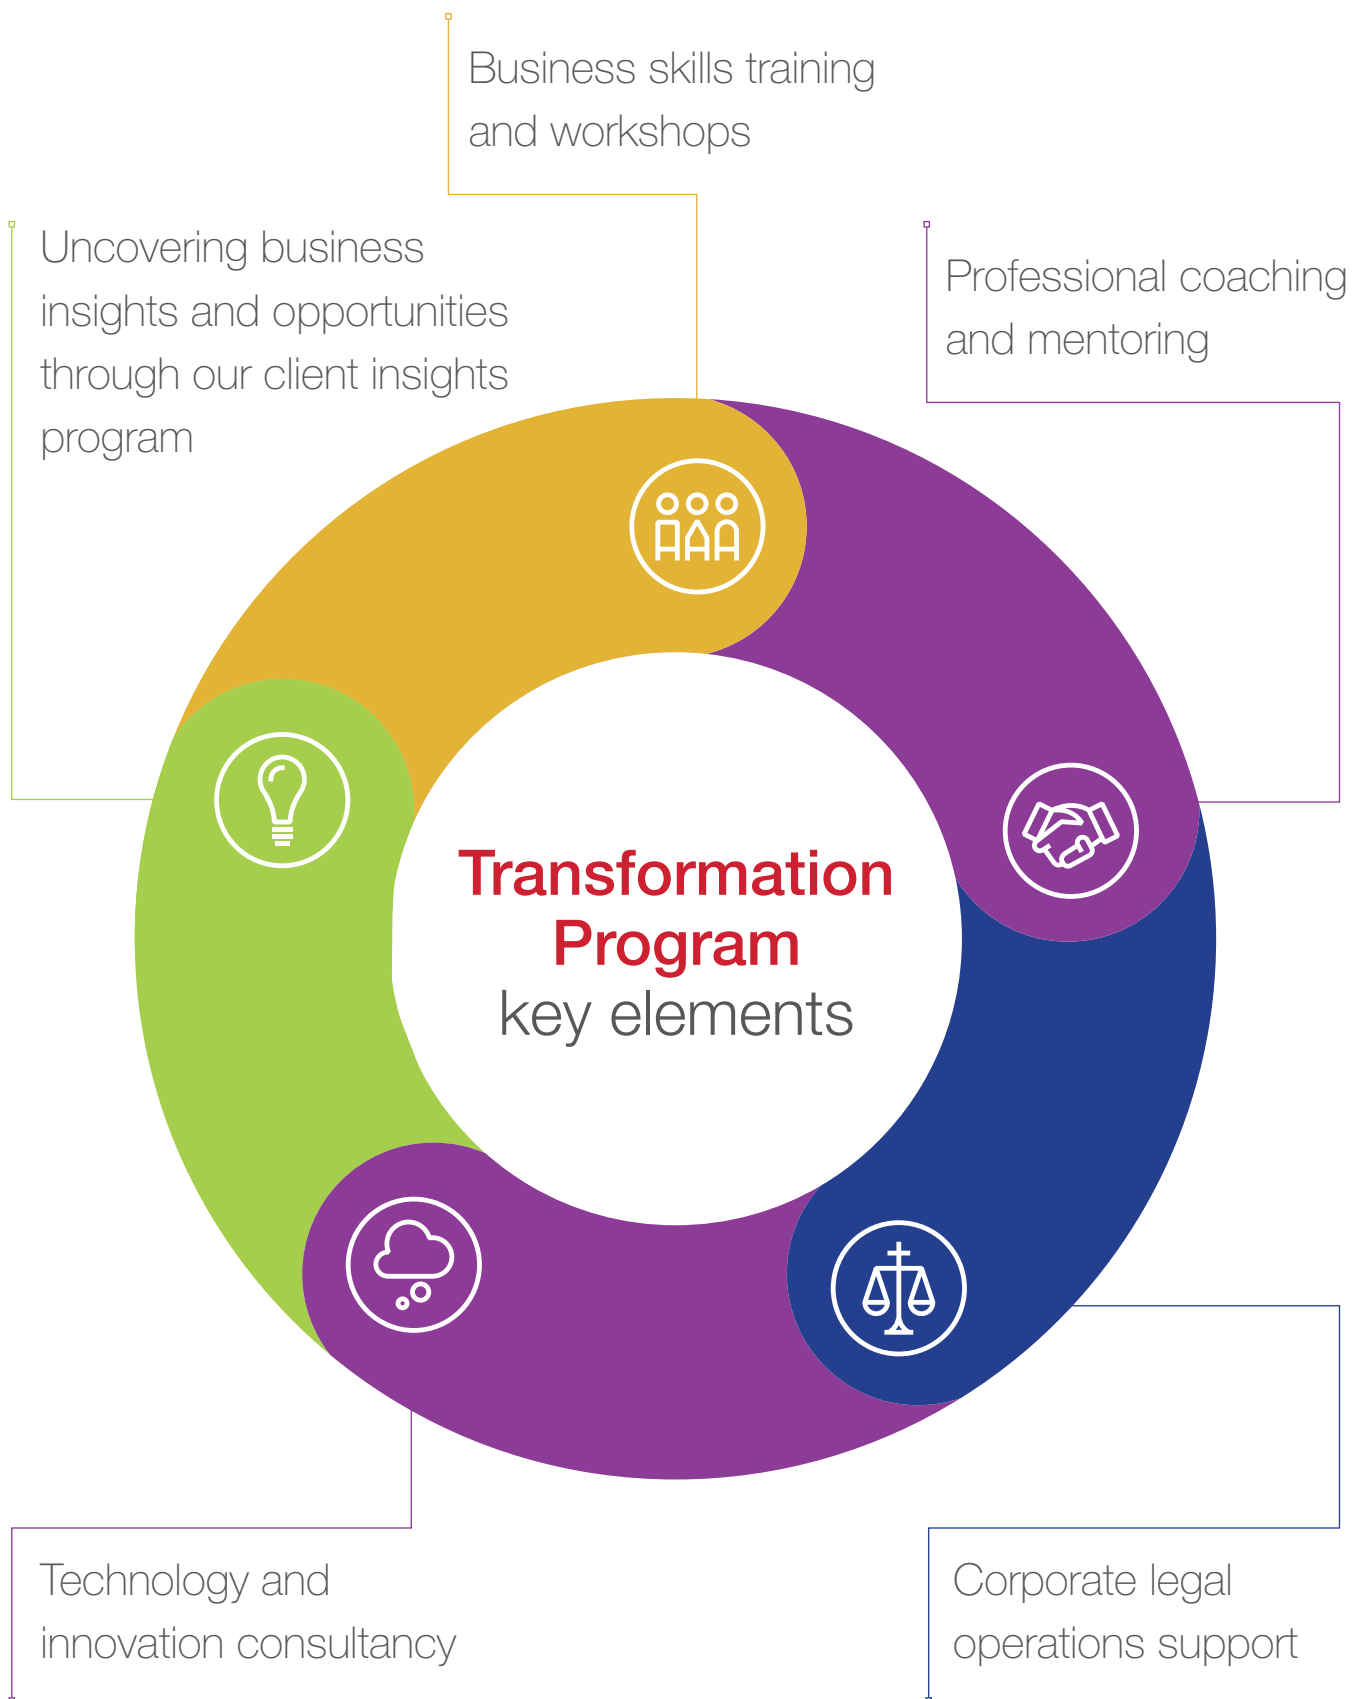 Business skills training
and workshops
Uncovering business
insights and opportunities
through our client insights
program
Professional coaching
and mentoring
Transformation
Program
key elements
Technology and
innovation consultancy
Corporate legal
operations support